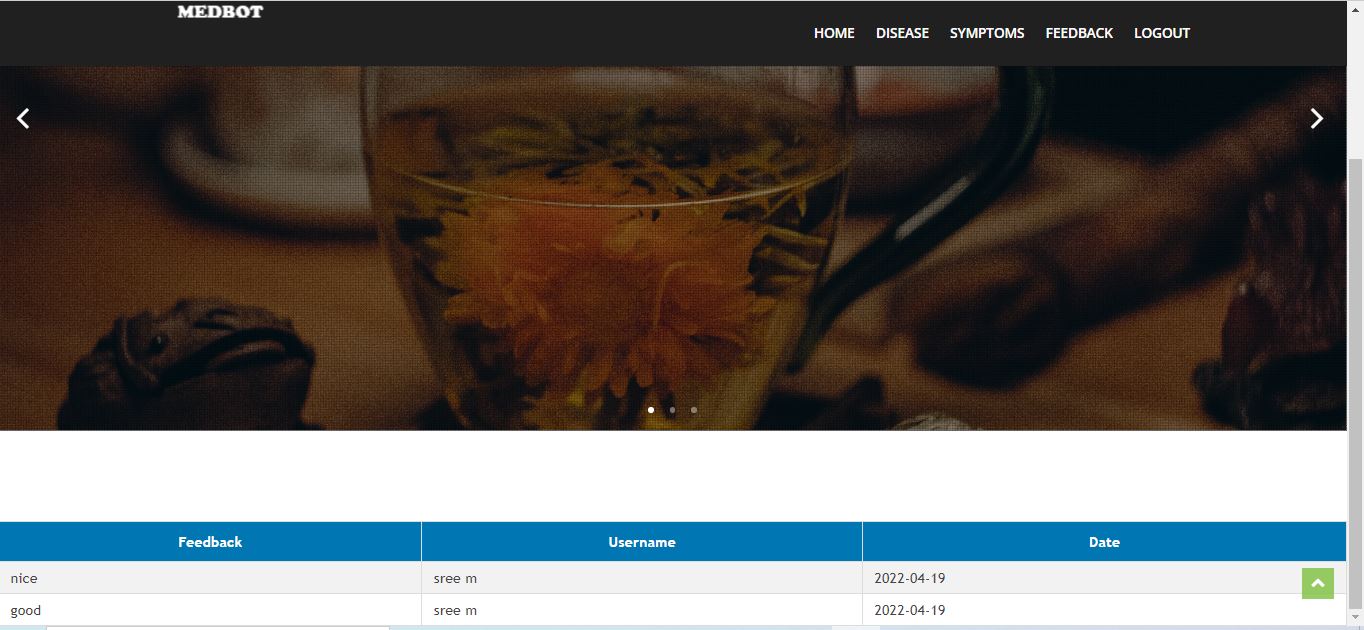 MEDBOT
HOME DISEASE SYMPTOMS FEEDBACK LOGOUT
Feedback Username Date
nice sree m 2022-04-19
good sree m 2022-04-19